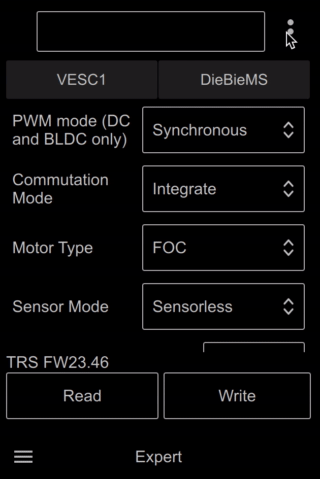 VESC1
DieBieMS
PWM mode (DC
and BLDC only)
Synchronous
Commutation
Mode
Integrate
Motor Type
FOC
Sensor Mode
Sensorless
TRS FW23.46
Read
Write
Expert